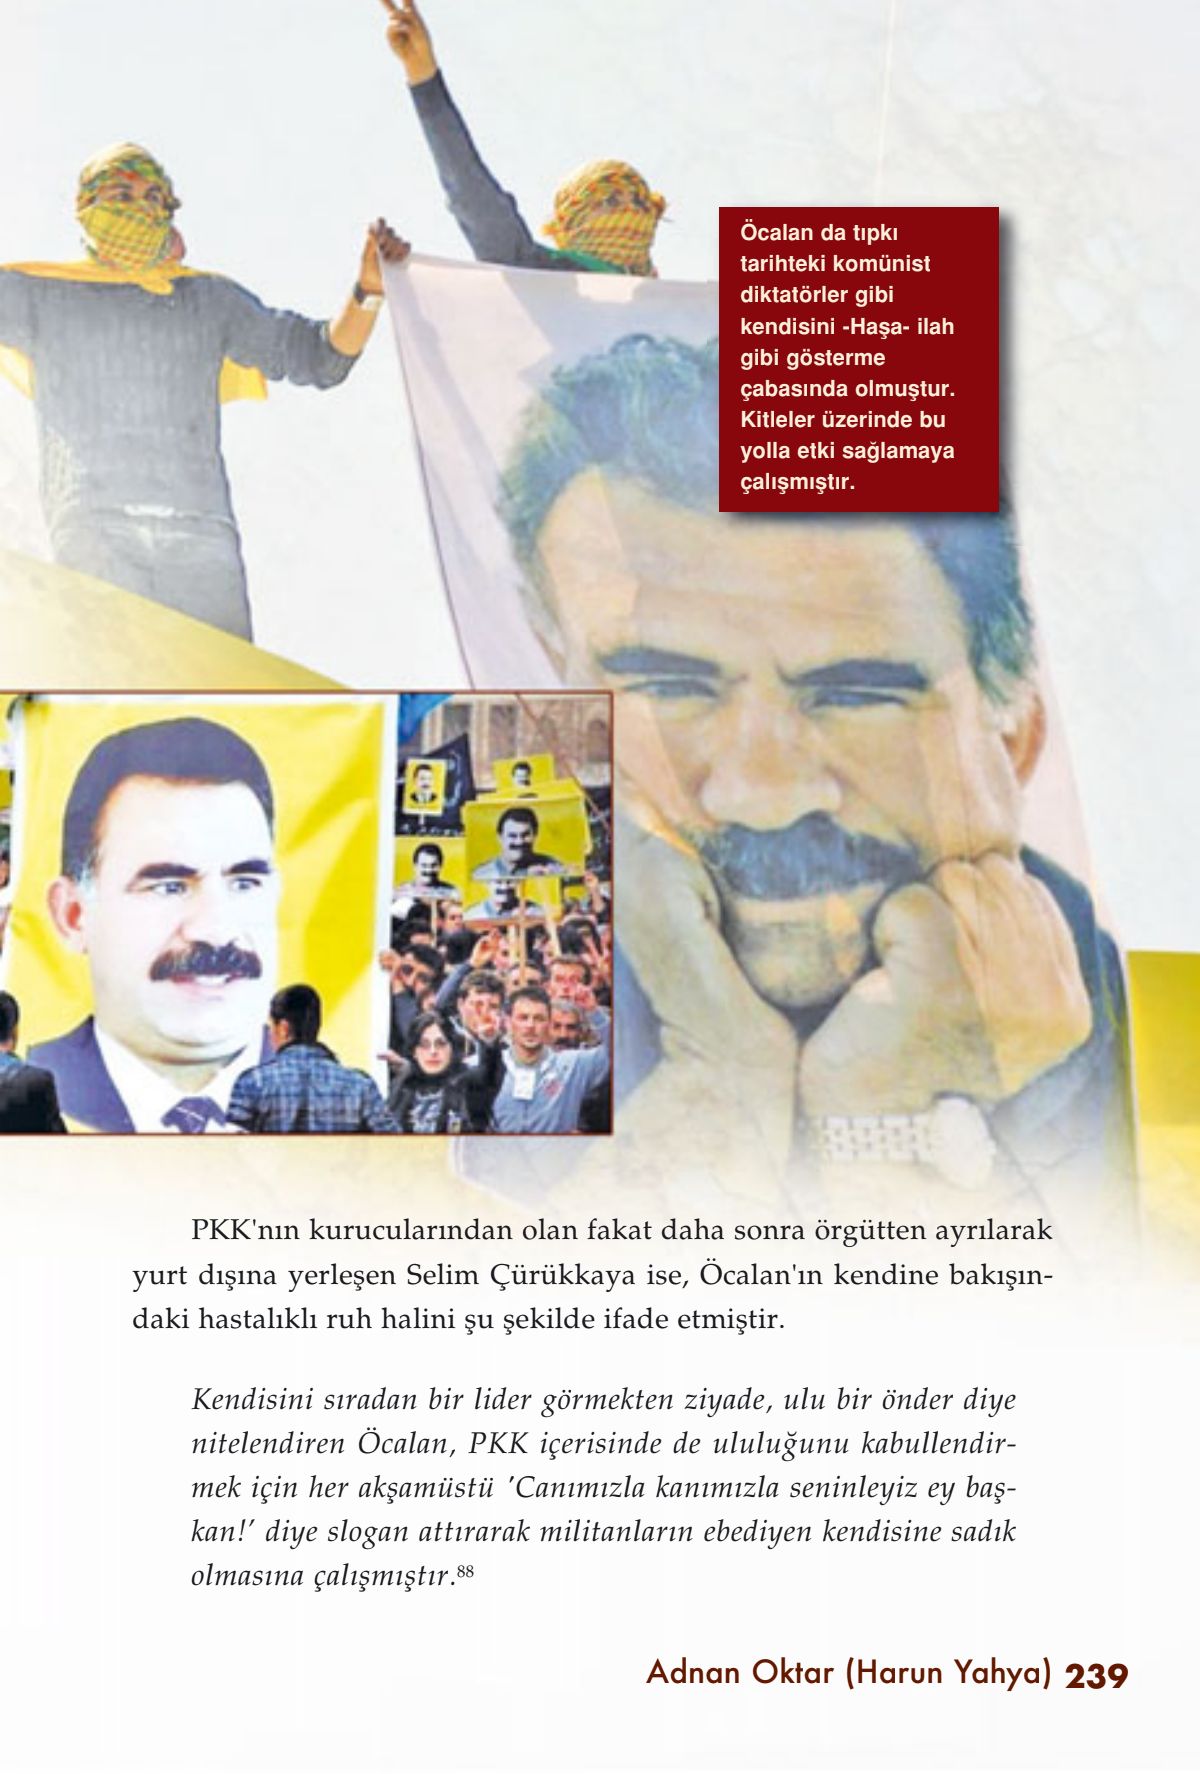 Öcalan da tıpkı
tarihteki komünist
diktatörler gibi
kendisini -Haşa- ilah
gibi gösterme
çabasında olmuştur.
Kitleler üzerinde bu
yolla etki sağlamaya
çalışmıştır.
PKK'nın kurucularından olan fakat daha sonra örgütten ayrılarak
yurt dışına yerleşen Selim Çürükkaya ise, Öcalan'ın kendine bakışın-
daki hastalıklı ruh halini şu şekilde ifade etmiştir.
Kendisini sıradan bir lider görmekten ziyade, ulu bir önder diye
nitelendiren Öcalan, PKK içerisinde de ululuğunu kabullendir-
mek için her akşamüstü 'Canımızla kanımızla seninleyiz ey baş-
kan!' diye slogan attırarak militanların ebediyen kendisine sadık
olmasına çalışmıştır.88
Adnan Oktar (Harun Yahya) 239